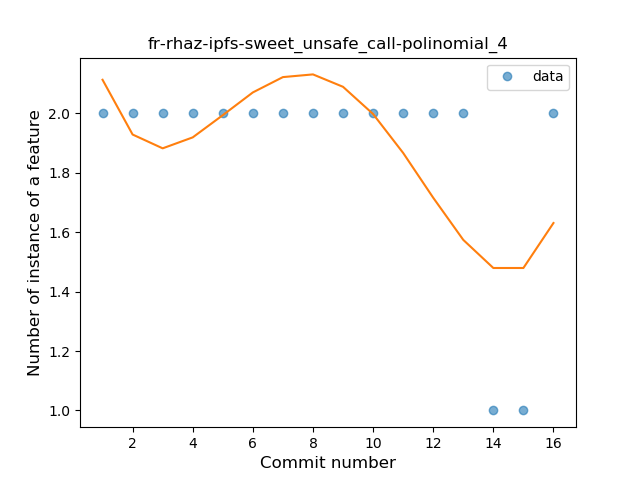 fr-rhaz-ipfs-sweet_unsafe_call-polinomial_4
data
Number of instance of a feature
2.0
1.8
1.6
1.4
1.2
1.0
2 4 6 8 10 12 14 16
Commit number